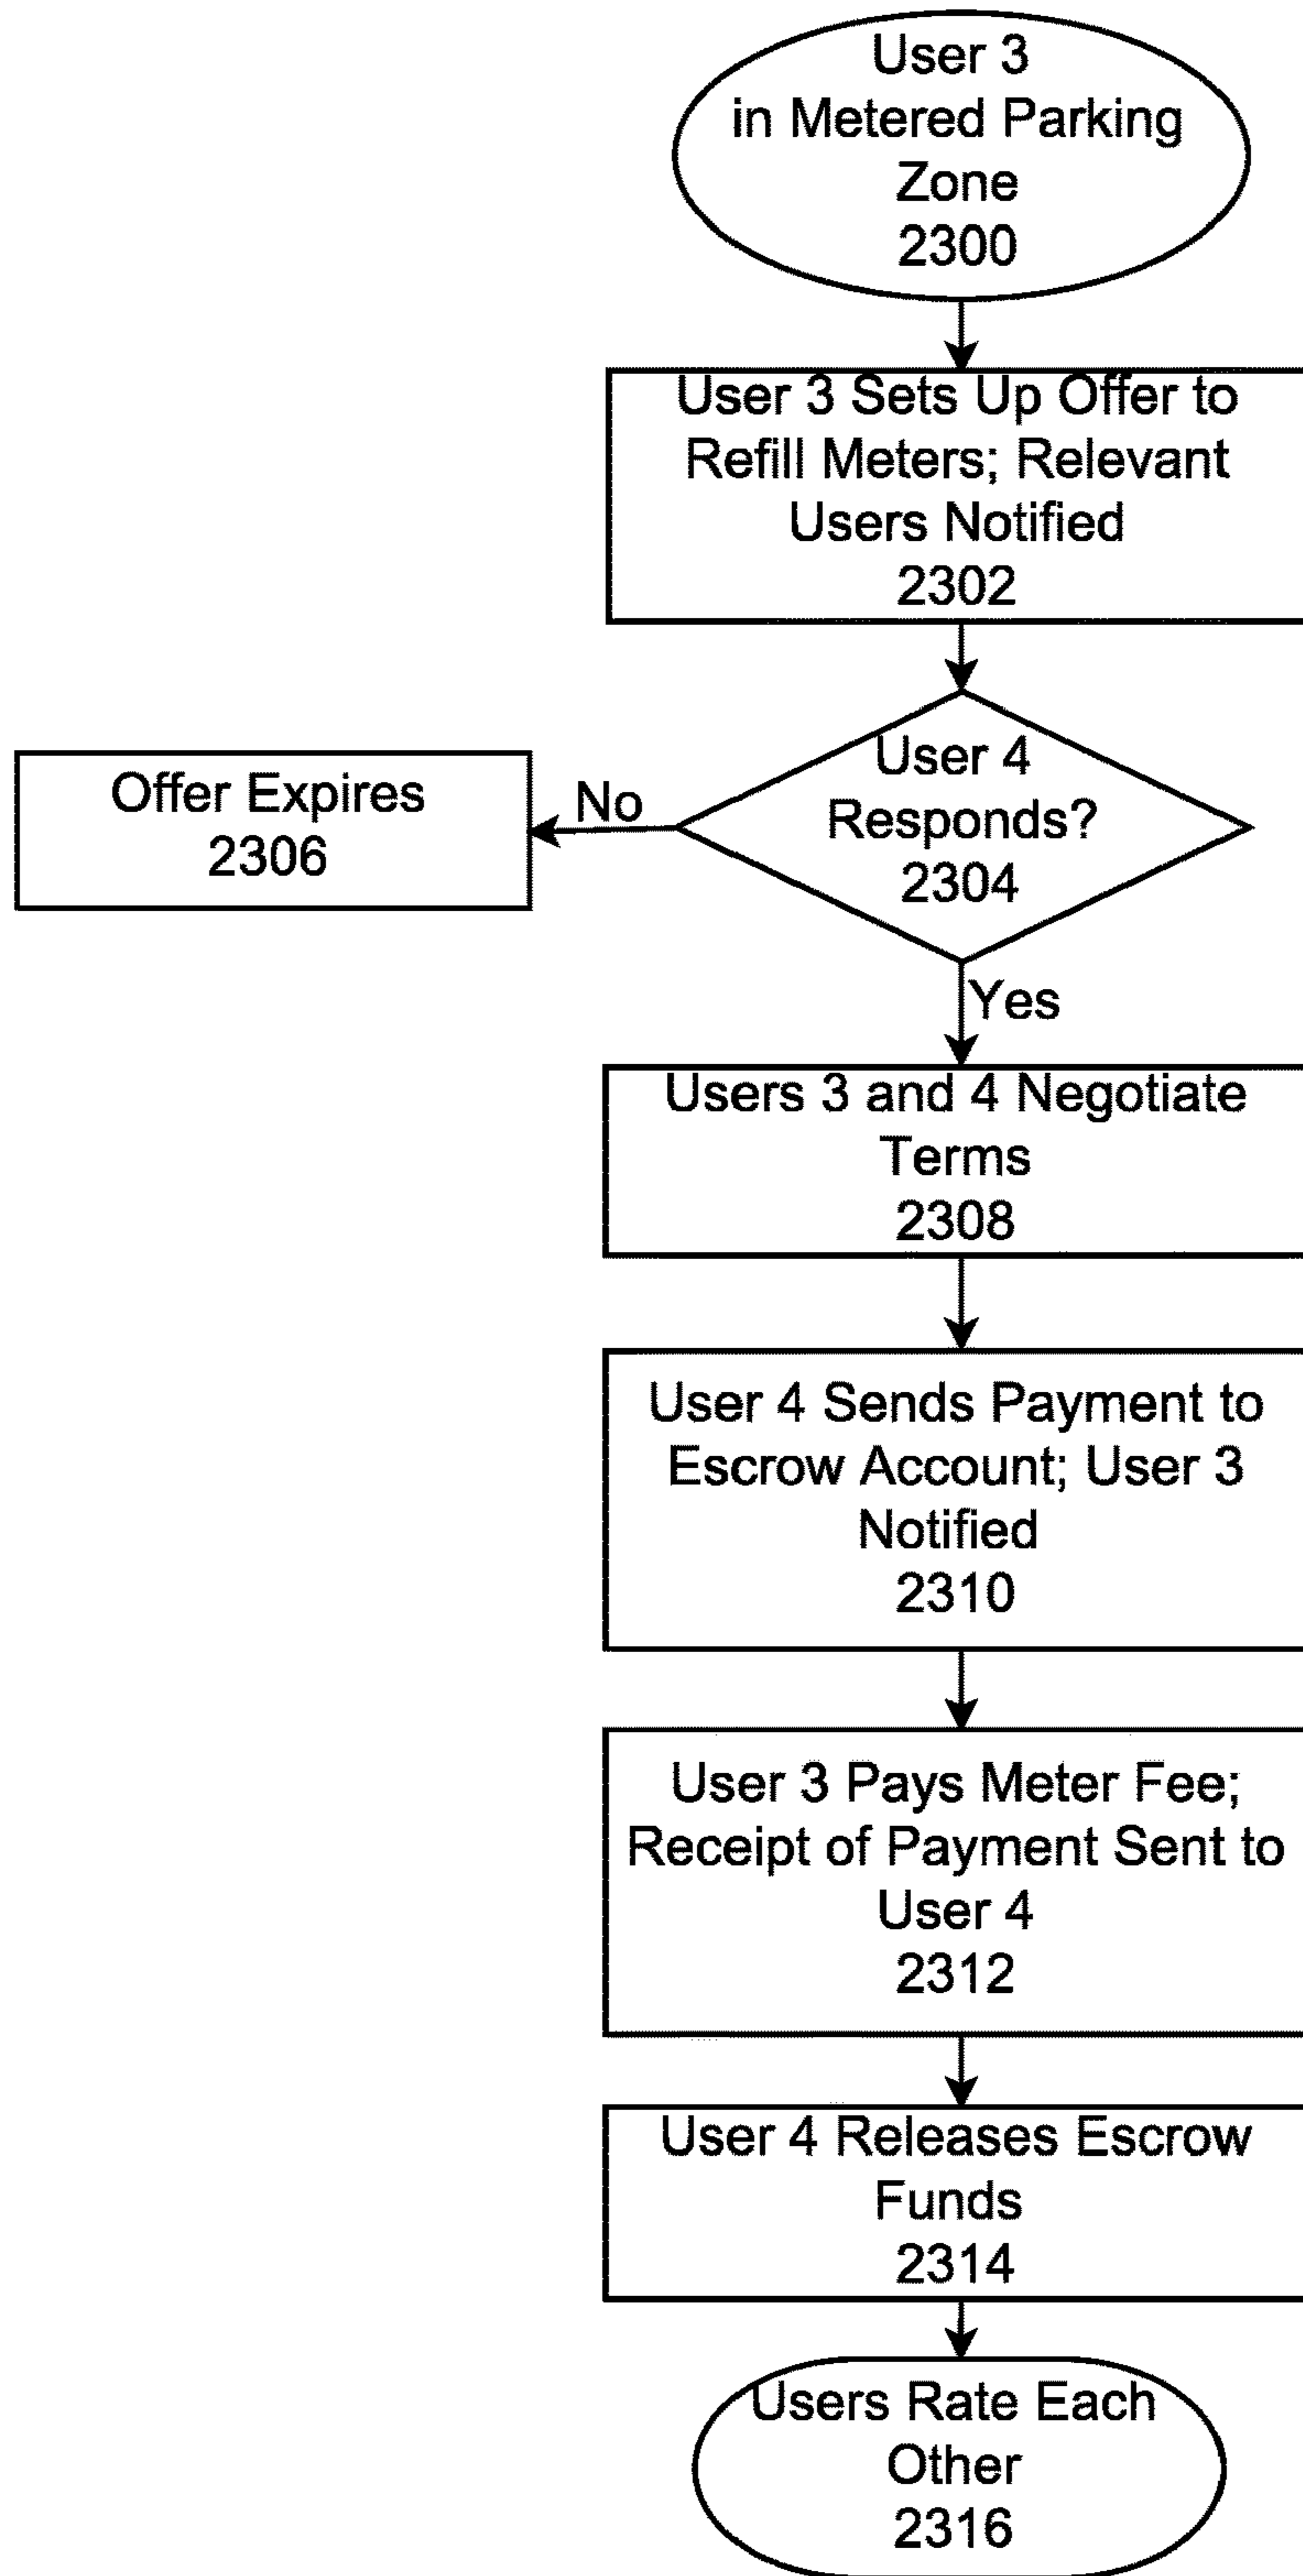 User 3
in Metered Parking
Zone
2300
User 3 Sets Up Offer to
Refill Meters; Relevant
Users Notified
2302
User 4
Responds?
2304
No
Offer Expires
2306
Yes
Users 3 and 4 Negotiate
Terms
2308
User 4 Sends Payment to
Escrow Account; User 3
Notified
2310
User 3 Pays Meter Fee;
Receipt of Payment Sent to
User 4
2312
User 4 Releases Escrow
Funds
2314
Users Rate Each
Other
2316